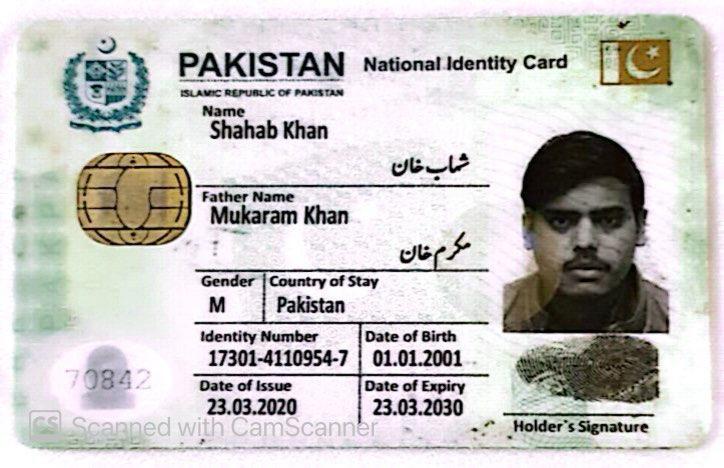 PAKISTAN National Identity Card
ISLAMIC REPUBLIC OF PAKISTAN
Name
Shahab Khan
شہاب خان
Father Name
Mukaram Khan
مکرم خان
Gender Country of Stay
M Pakistan
Identity Number Date of Birth
17301-4110954-7 01.01.2001
Date of Issue Date of Expiry
23.03.2020 23.03.2030
70842
Holder`s Signature
CS Scanned with CamScanner